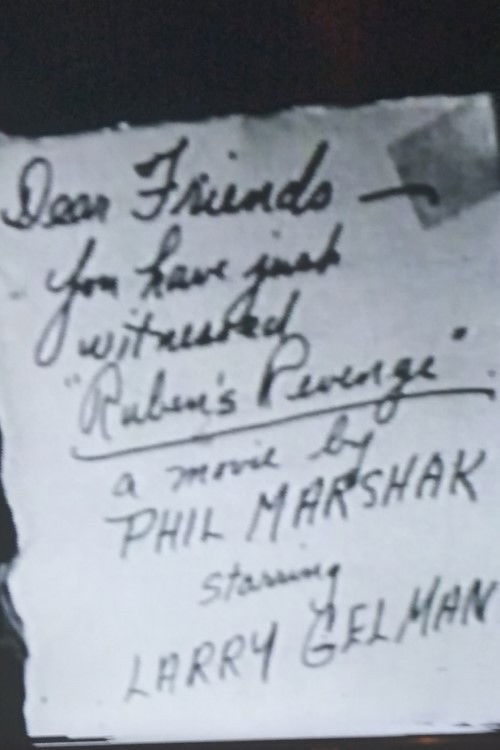 Dear Friends —
you have just
witnessed
"Ruben's Revenge"
a movie by
PHIL MARSHAK
starring
LARRY GELMAN